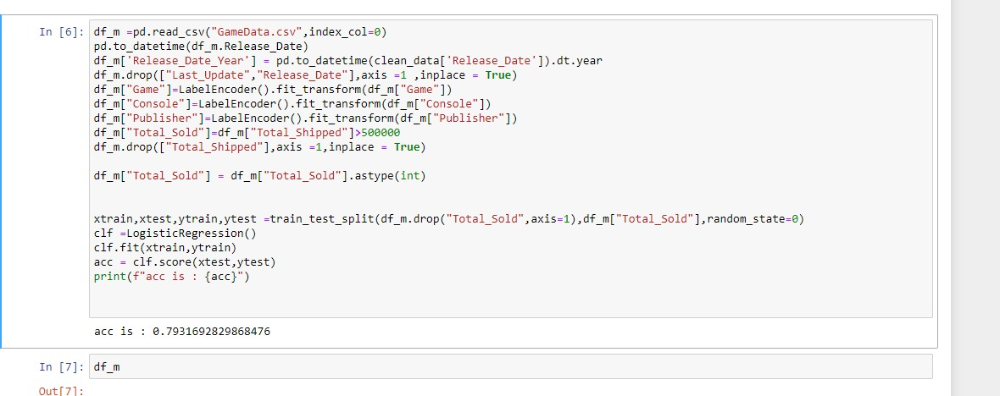 In [6]: df_m =pd.read_csv("GameData.csv",index_col=0)
pd.to_datetime(df_m.Release_Date)
df_m['Release_Date_Year'] = pd.to_datetime(clean_data['Release_Date']).dt.year
df_m.drop(["Last_Update","Release_Date"],axis =1 ,inplace = True)
df_m["Game"]=LabelEncoder().fit_transform(df_m["Game"])
df_m["Console"]=LabelEncoder().fit_transform(df_m["Console"])
df_m["Publisher"]=LabelEncoder().fit_transform(df_m["Publisher"])
df_m["Total_Sold"]=df_m["Total_Shipped"]>500000
df_m.drop(["Total_Shipped"],axis =1,inplace = True)
df_m["Total_Sold"] = df_m["Total_Sold"].astype(int)
xtrain,xtest,ytrain,ytest =train_test_split(df_m.drop("Total_Sold",axis=1),df_m["Total_Sold"],random_state=0)
clf =LogisticRegression()
clf.fit(xtrain,ytrain)
acc = clf.score(xtest,ytest)
print(f"acc is : {acc}")
acc is : 0.7931692829868476
In [7]: df_m
Out[7]: